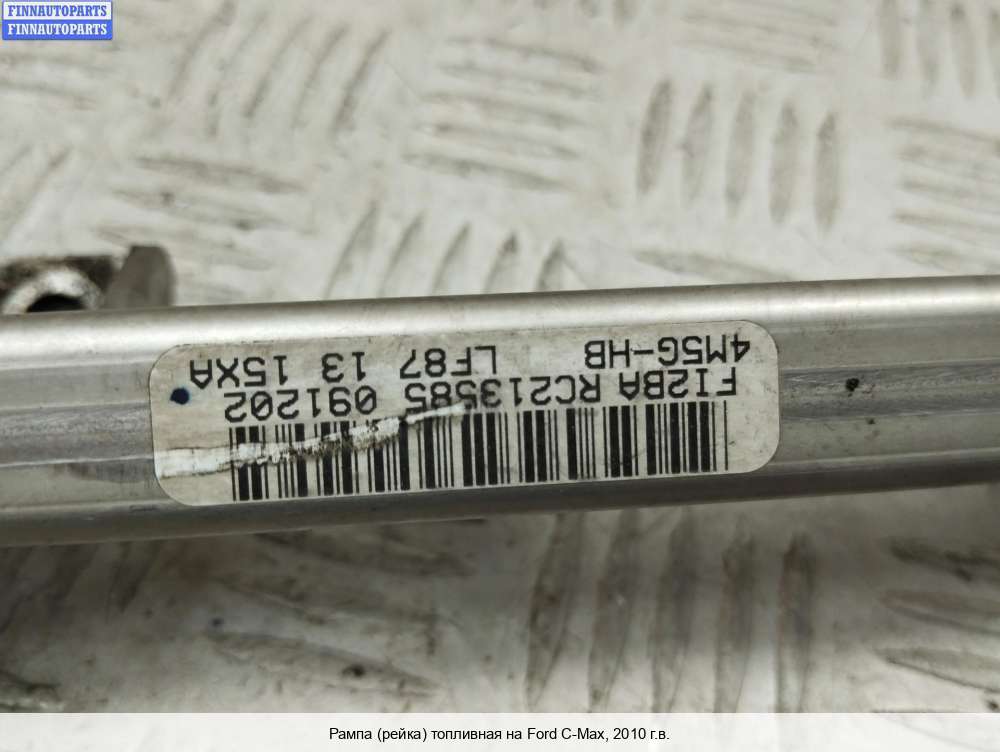 FINNAUTOPARTS
FINNAUTOPARTS
4M5G-HB LF87 13 15XA
FI2BA RC213585 091202
Рампа (рейка) топливная на Ford C-Max, 2010 г.в.